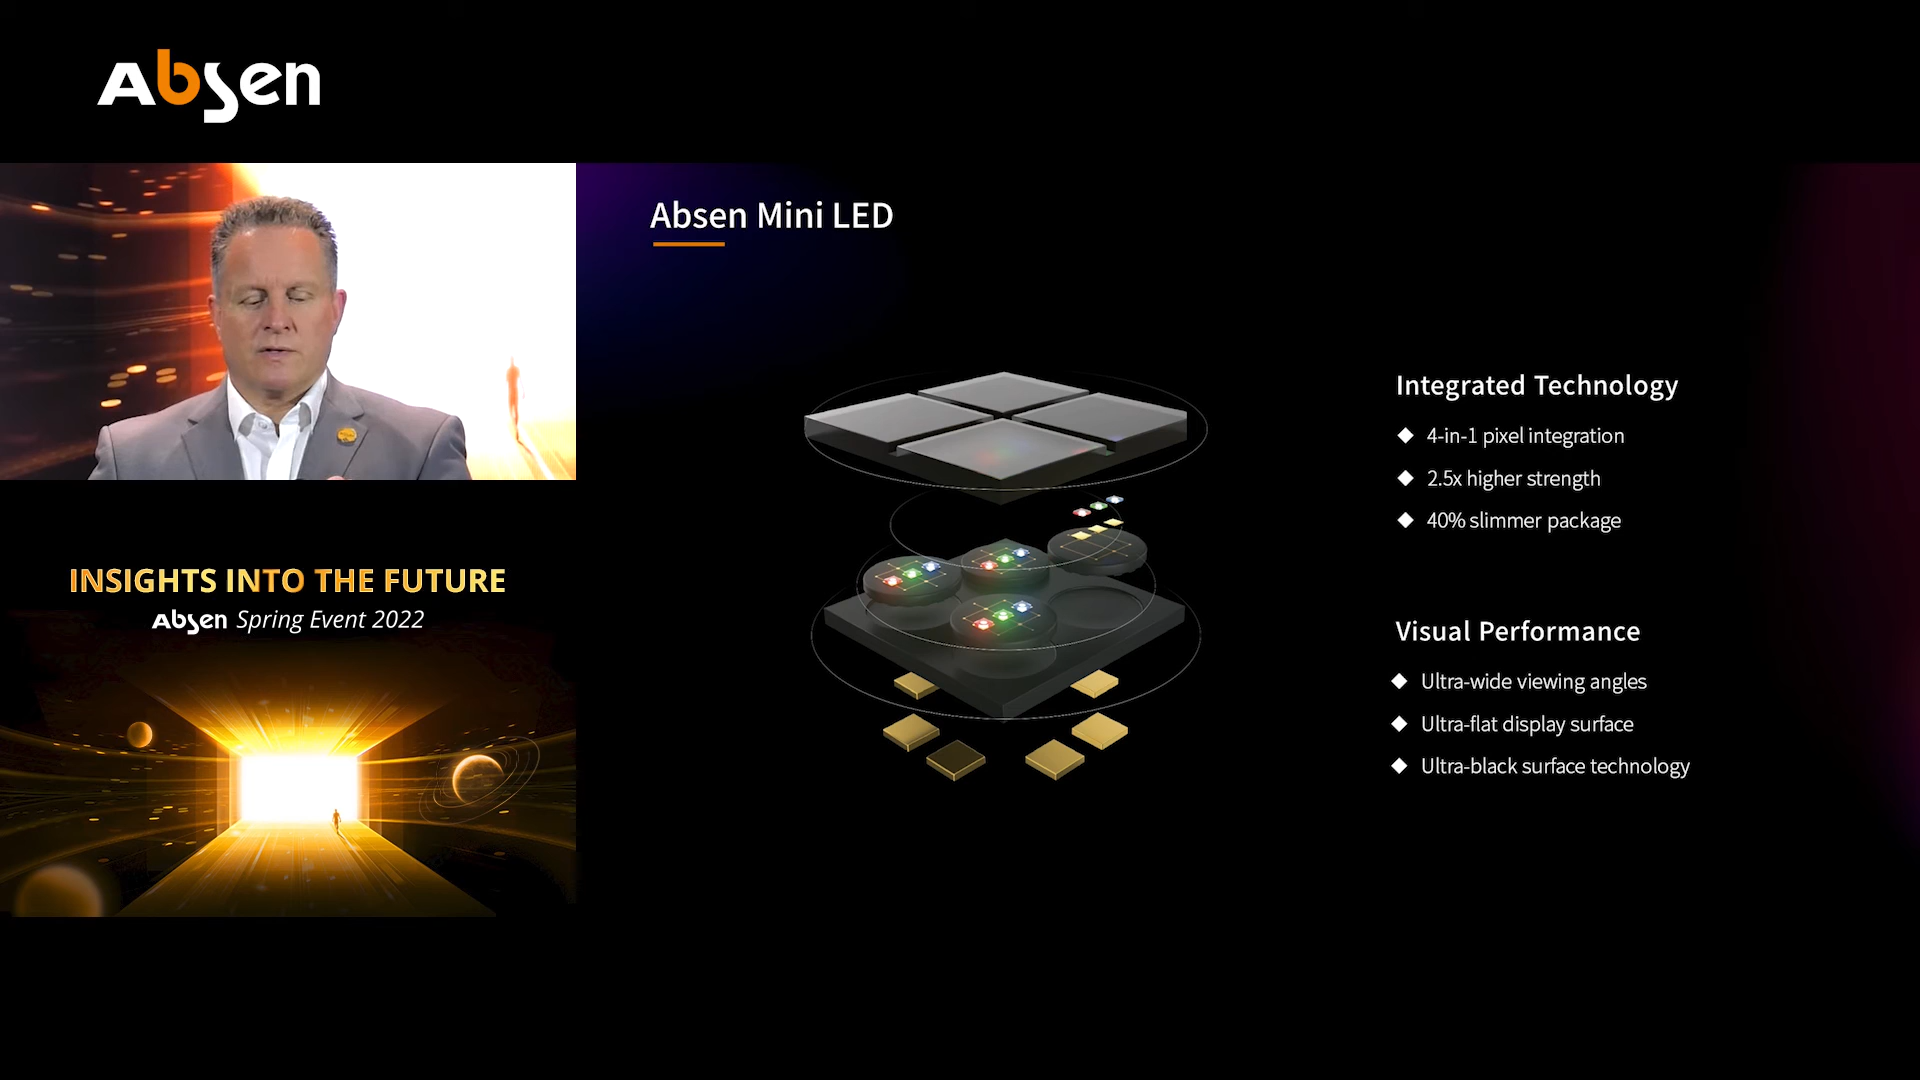 Absen
Absen Mini LED
Integrated Technology
4-in-1 pixel integration
2.5x higher strength
40% slimmer package
INSIGHTS INTO THE FUTURE
Absen Spring Event 2022
Visual Performance
Ultra-wide viewing angles
Ultra-flat display surface
Ultra-black surface technology